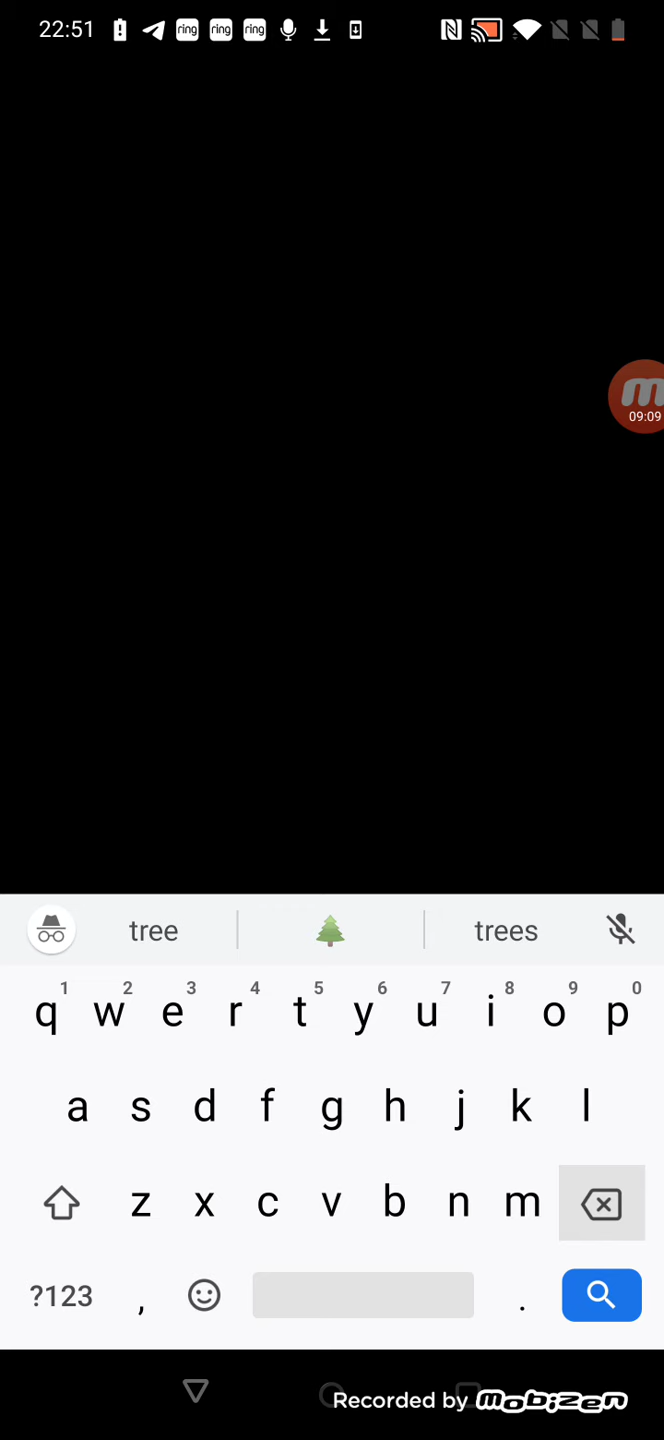 22:51 ring ring ring
m
09:09
tree trees
1 2 3 4 5 6 7 8 9 0
q w e r t y u i o p
a s d f g h j k l
z x c v b n m
?123 , .
Recorded by mobizen